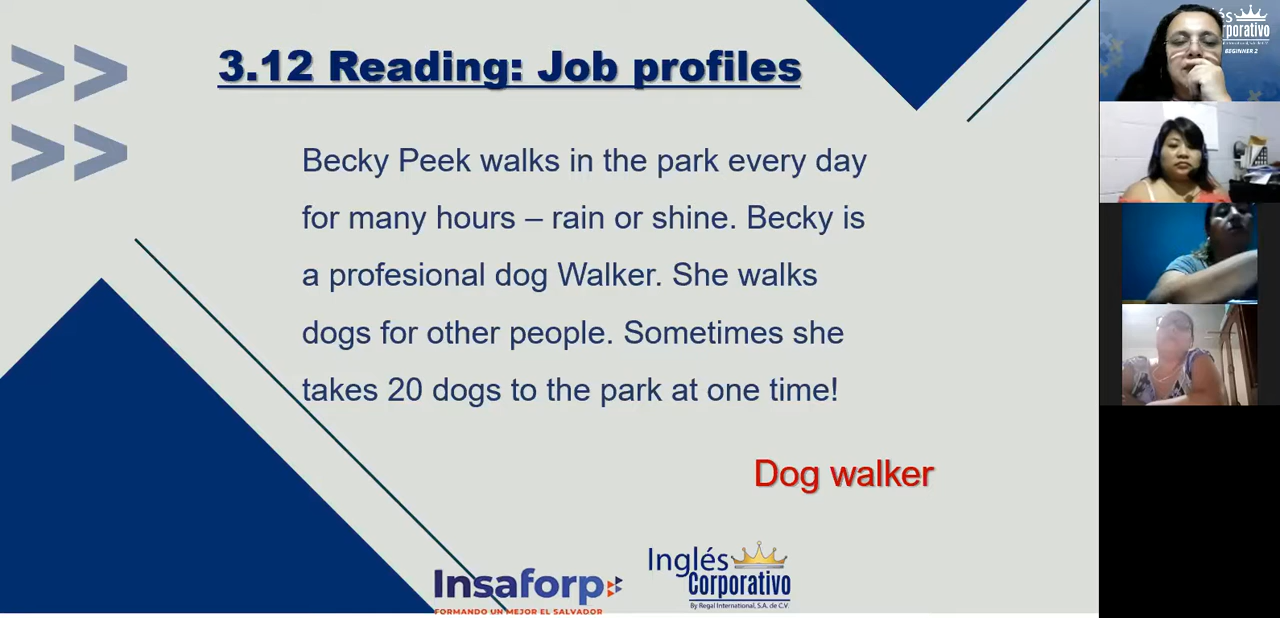 3.12 Reading: Job profiles
Becky Peek walks in the park every day
for many hours – rain or shine. Becky is
a profesional dog Walker. She walks
dogs for other people. Sometimes she
takes 20 dogs to the park at one time!
Dog walker
Insaforp
FORMANDO UN MEJOR EL SALVADOR
Inglés
Corporativo
By Regal International, S.A. de C.V.
BEGINNER 2